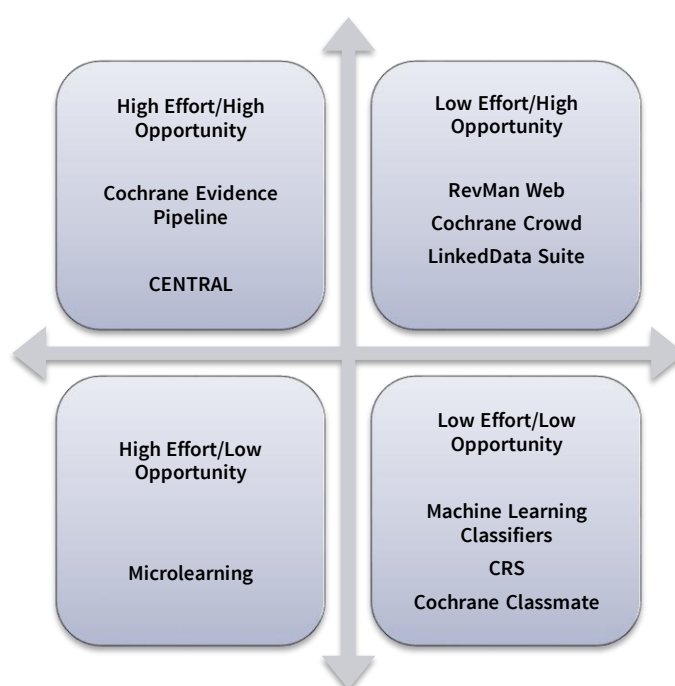 High Effort/High
Opportunity
Cochrane Evidence
Pipeline
CENTRAL
Low Effort/High
Opportunity
RevMan Web
Cochrane Crowd
LinkedData Suite
High Effort/Low
Opportunity
Microlearning
Low Effort/Low
Opportunity
Machine Learning
Classifiers
CRS
Cochrane Classmate